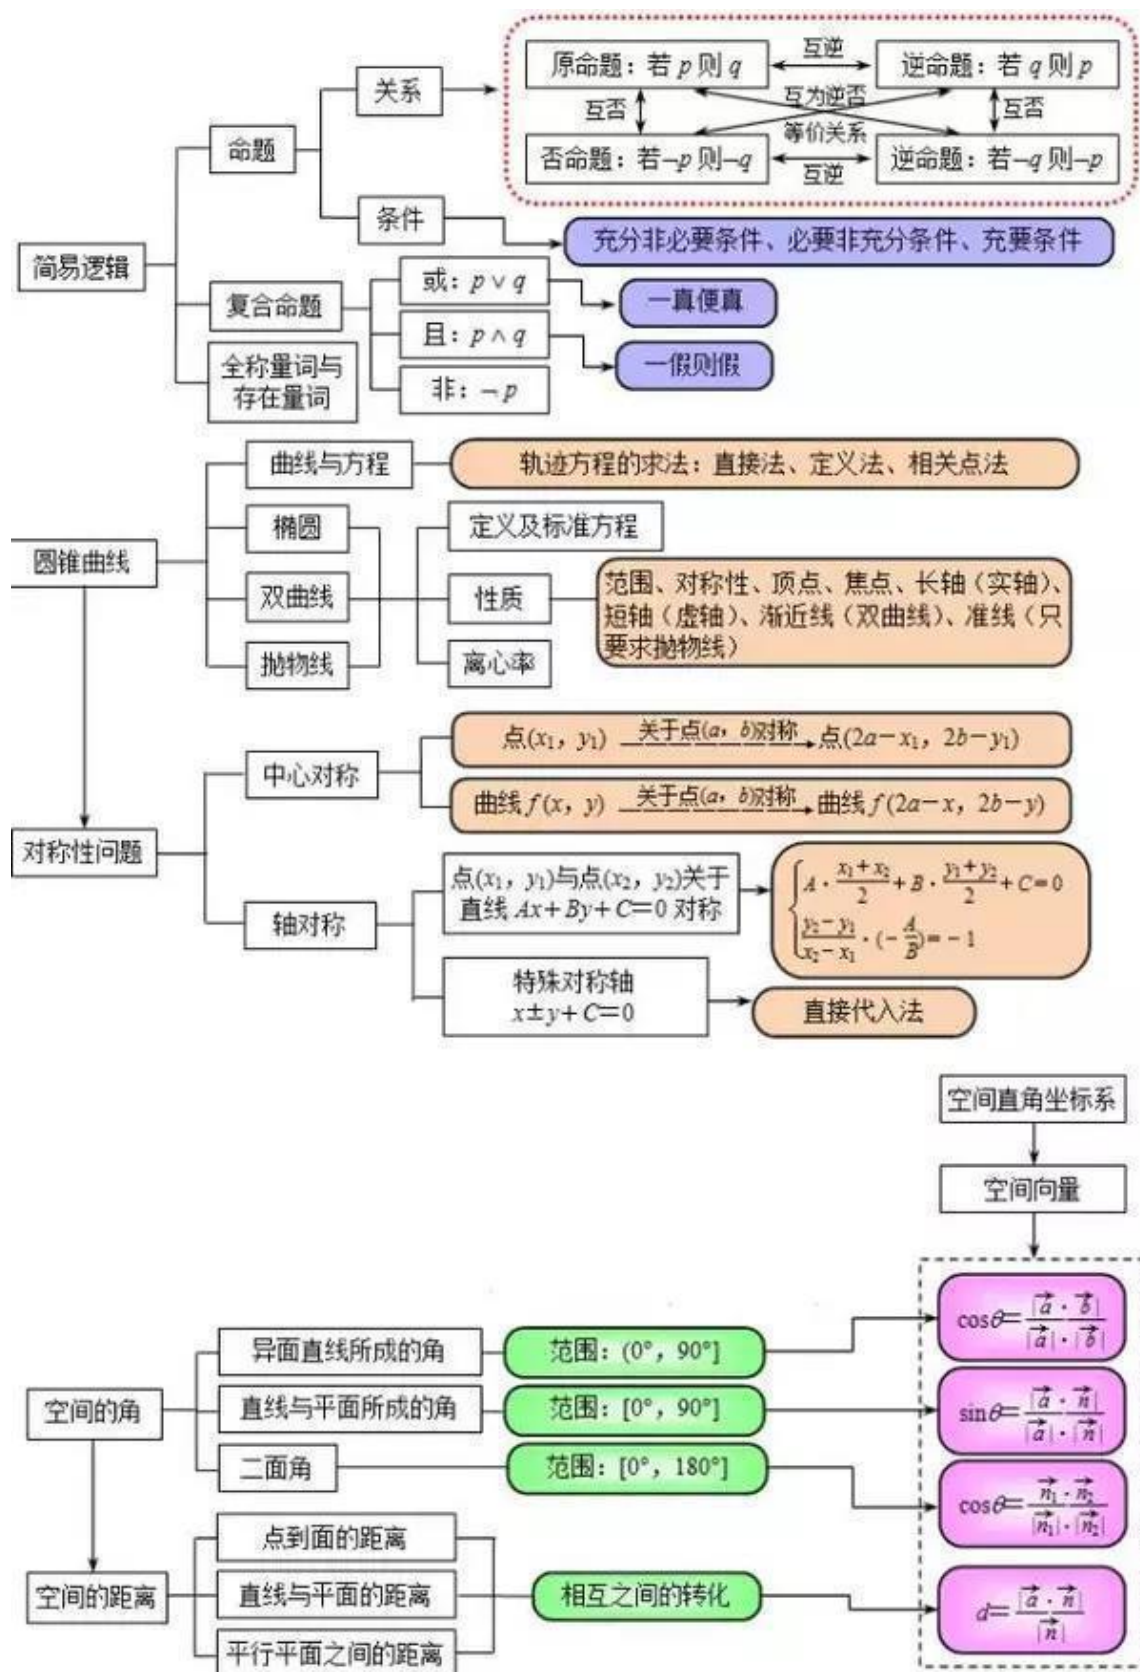 原命题：若 p 则 q
互逆
逆命题：若 q 则 p
关系
互否
互为逆否
互否
等价关系
命题
否命题：若¬p 则¬q
互逆
逆命题：若¬q 则¬p
条件
充分非必要条件、必要非充分条件、充要条件
简易逻辑
或：p∨q
一真便真
复合命题
且：p∧q
一假则假
全称量词与
存在量词
非：¬p
曲线与方程
轨迹方程的求法：直接法、定义法、相关点法
椭圆
定义及标准方程
圆锥曲线
双曲线
性质
范围、对称性、顶点、焦点、长轴（实轴）、
短轴（虚轴）、渐近线（双曲线）、准线（只
要求抛物线）
抛物线
离心率
点(x₁，y₁) 关于点(a，b)对称 点(2a−x₁，2b−y₁)
中心对称
曲线 f(x，y) 关于点(a，b)对称 曲线 f(2a−x，2b−y)
对称性问题
点(x₁，y₁)与点(x₂，y₂)关于
直线 Ax+By+C=0 对称
A·(x₁+x₂)/2+B·(y₁+y₂)/2+C=0
(y₂−y₁)/(x₂−x₁)·(−A/B)=−1
轴对称
特殊对称轴
x±y+C=0
直接代入法
空间直角坐标系
空间向量
异面直线所成的角
范围：(0°，90°]
cosθ=|a⃗·b⃗|/|a⃗|·|b⃗|
空间的角
直线与平面所成的角
范围：[0°，90°]
sinθ=|a⃗·n⃗|/|a⃗|·|n⃗|
二面角
范围：[0°，180°]
cosθ=n⃗₁·n⃗₂/|n⃗₁|·|n⃗₂|
点到面的距离
空间的距离
直线与平面的距离
相互之间的转化
d=|a⃗·n⃗|/|n⃗|
平行平面之间的距离